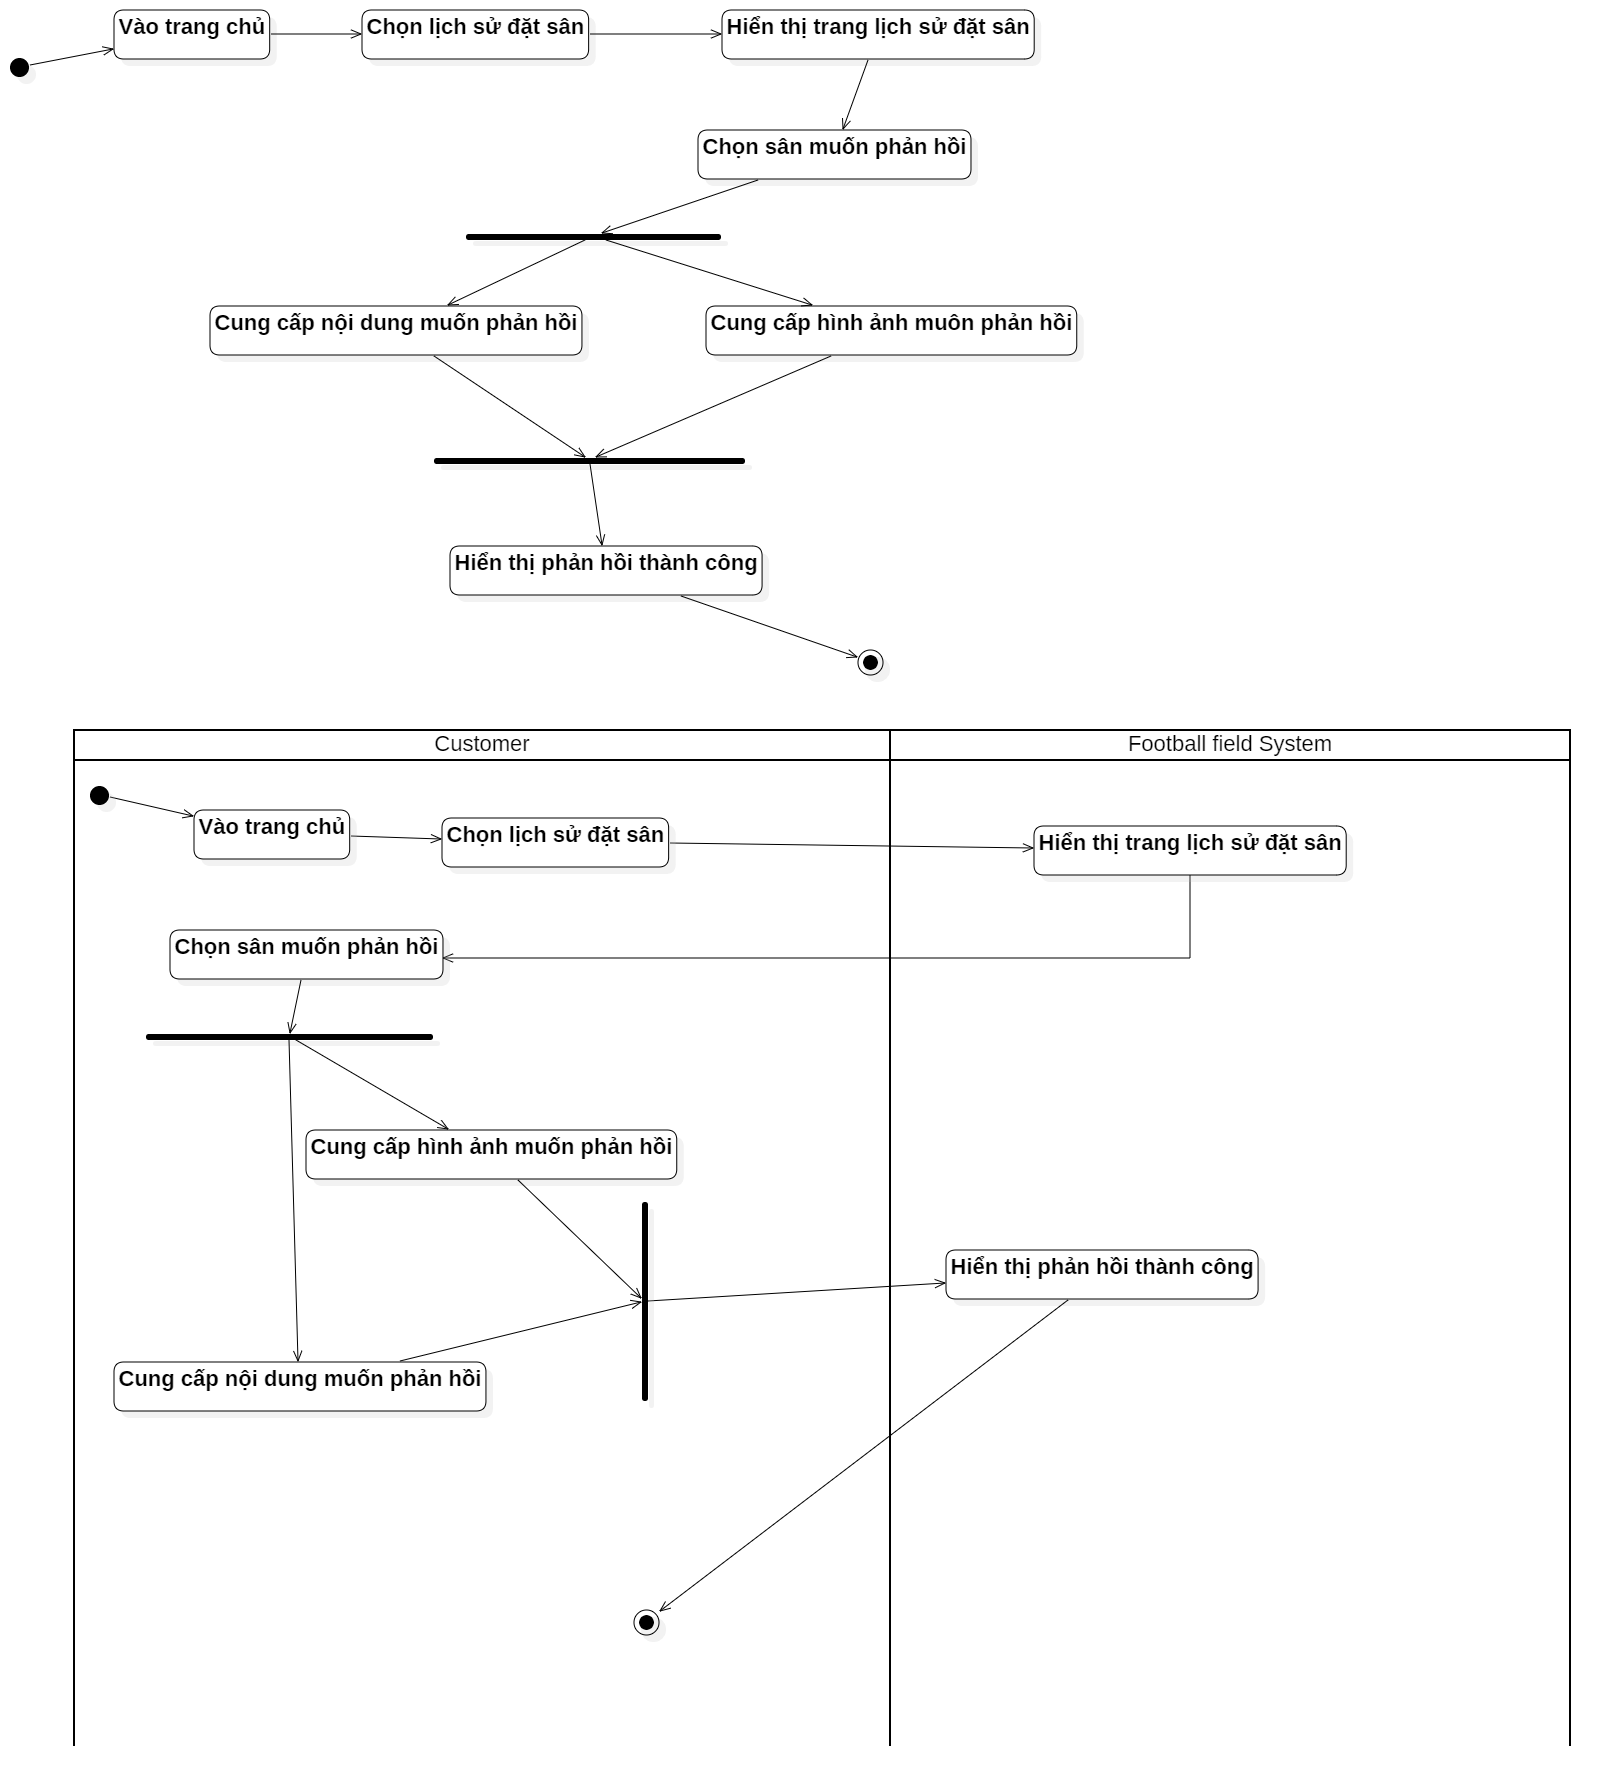 Vào trang chủ
Chọn lịch sử đặt sân
Hiển thị trang lịch sử đặt sân
Chọn sân muốn phản hồi
Cung cấp nội dung muốn phản hồi
Cung cấp hình ảnh muôn phản hồi
Hiển thị phản hồi thành công
Customer
Football field System
Vào trang chủ
Chọn lịch sử đặt sân
Hiển thị trang lịch sử đặt sân
Chọn sân muốn phản hồi
Cung cấp hình ảnh muốn phản hồi
Hiển thị phản hồi thành công
Cung cấp nội dung muốn phản hồi